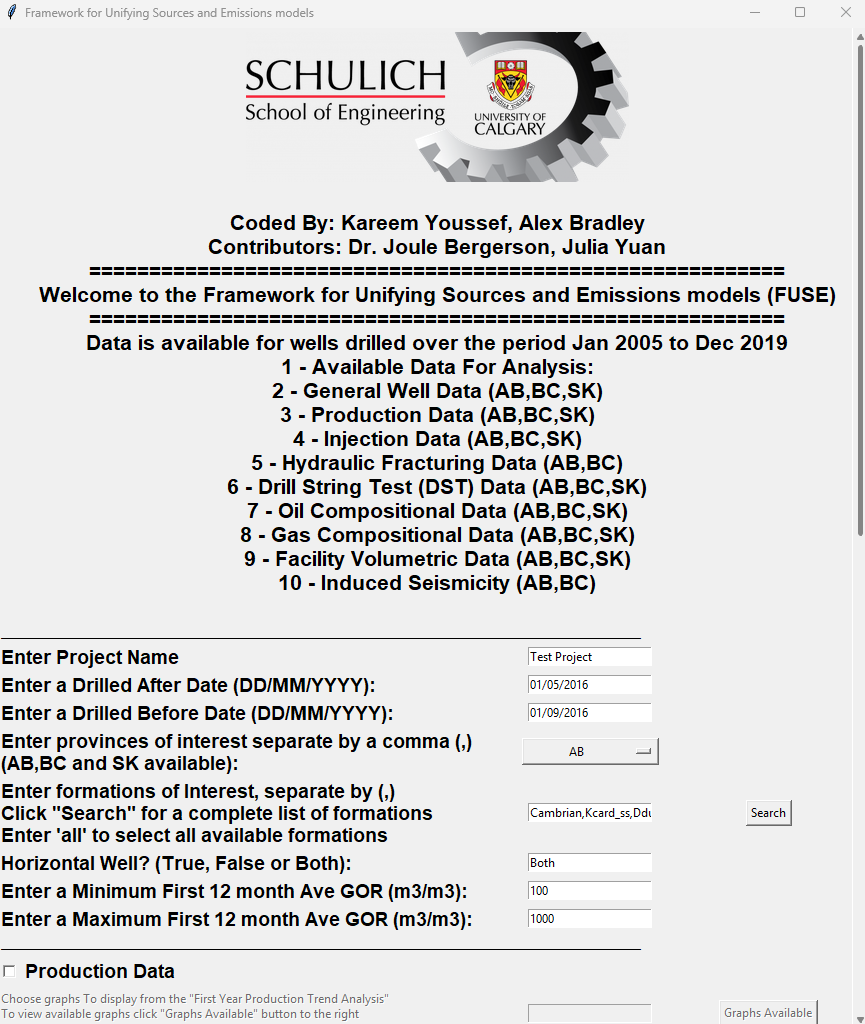 Framework for Unifying Sources and Emissions models
SCHULICH
School of Engineering
UNIVERSITY OF
CALGARY
Coded By: Kareem Youssef, Alex Bradley
Contributors: Dr. Joule Bergerson, Julia Yuan
==========================================================
Welcome to the Framework for Unifying Sources and Emissions models (FUSE)
==========================================================
Data is available for wells drilled over the period Jan 2005 to Dec 2019
1 - Available Data For Analysis:
2 - General Well Data (AB,BC,SK)
3 - Production Data (AB,BC,SK)
4 - Injection Data (AB,BC,SK)
5 - Hydraulic Fracturing Data (AB,BC)
6 - Drill String Test (DST) Data (AB,BC,SK)
7 - Oil Compositional Data (AB,BC,SK)
8 - Gas Compositional Data (AB,BC,SK)
9 - Facility Volumetric Data (AB,BC,SK)
10 - Induced Seismicity (AB,BC)
Enter Project Name Test Project
Enter a Drilled After Date (DD/MM/YYYY): 01/05/2016
Enter a Drilled Before Date (DD/MM/YYYY): 01/09/2016
Enter provinces of interest separate by a comma (,)
(AB,BC and SK available): AB
Enter formations of Interest, separate by (,)
Click "Search" for a complete list of formations Cambrian,Kcard_ss,Ddu Search
Enter 'all' to select all available formations
Horizontal Well? (True, False or Both): Both
Enter a Minimum First 12 month Ave GOR (m3/m3): 100
Enter a Maximum First 12 month Ave GOR (m3/m3): 1000
Production Data
Choose graphs To display from the "First Year Production Trend Analysis"
To view available graphs click "Graphs Available" button to the right Graphs Available